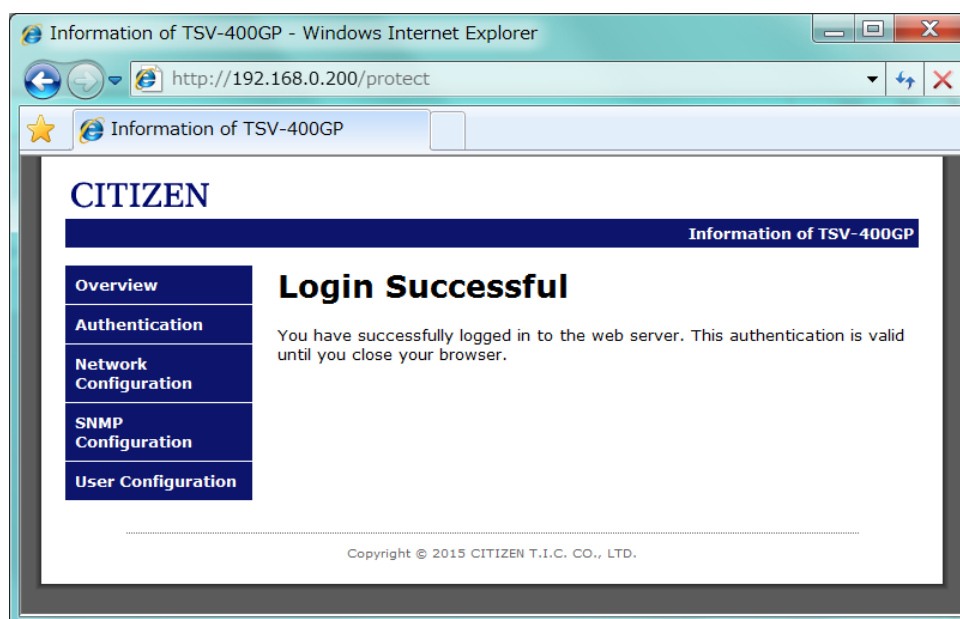 Information of TSV-400GP - Windows Internet Explorer
http://192.168.0.200/protect
Information of TSV-400GP
CITIZEN
Information of TSV-400GP
Overview
Authentication
Network
Configuration
SNMP
Configuration
User Configuration
Login Successful
You have successfully logged in to the web server. This authentication is valid
until you close your browser.
Copyright © 2015 CITIZEN T.I.C. CO., LTD.